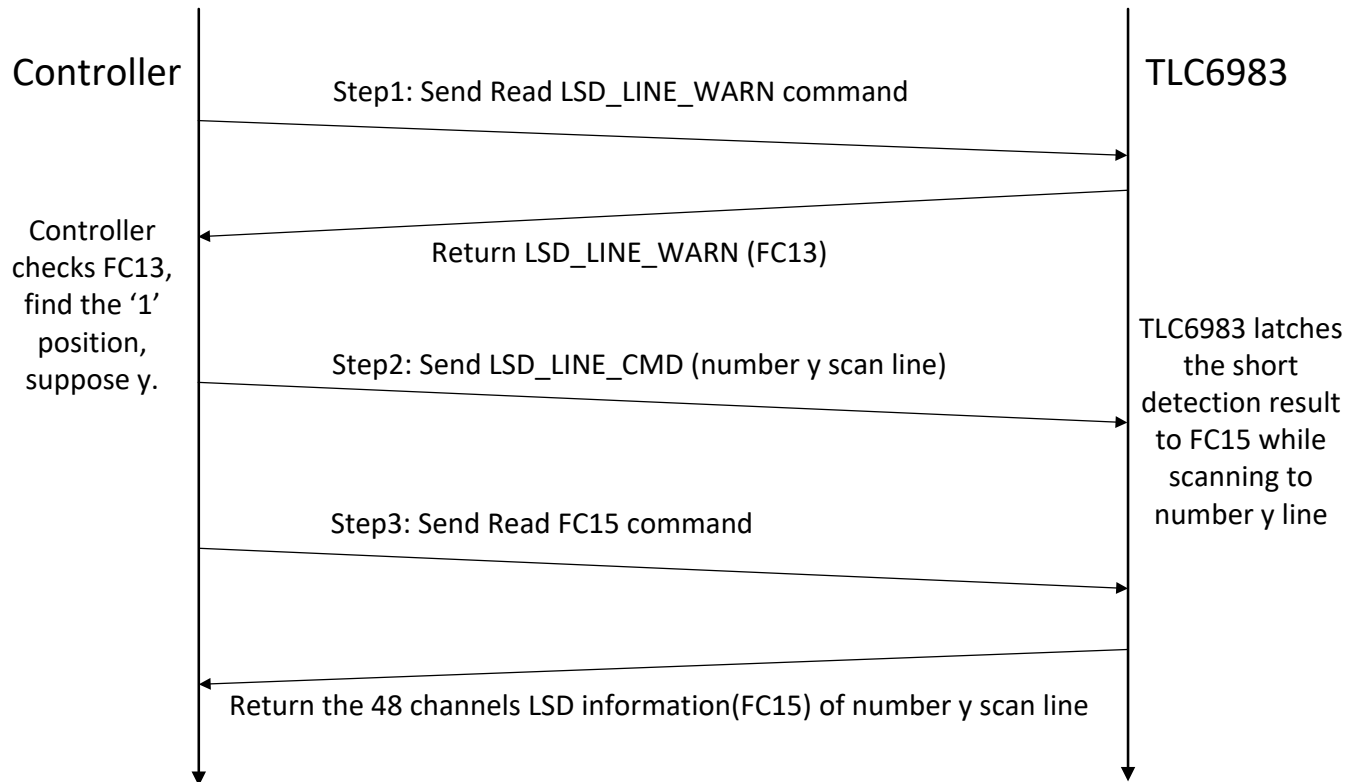 Controller
TLC6983
Step1: Send Read LSD_LINE_WARN command
Return LSD_LINE_WARN (FC13)
Controller
checks FC13,
find the ‘1’
position,
suppose y.
Step2: Send LSD_LINE_CMD (number y scan line)
TLC6983 latches
the short
detection result
to FC15 while
scanning to
number y line
Step3: Send Read FC15 command
Return the 48 channels LSD information(FC15) of number y scan line